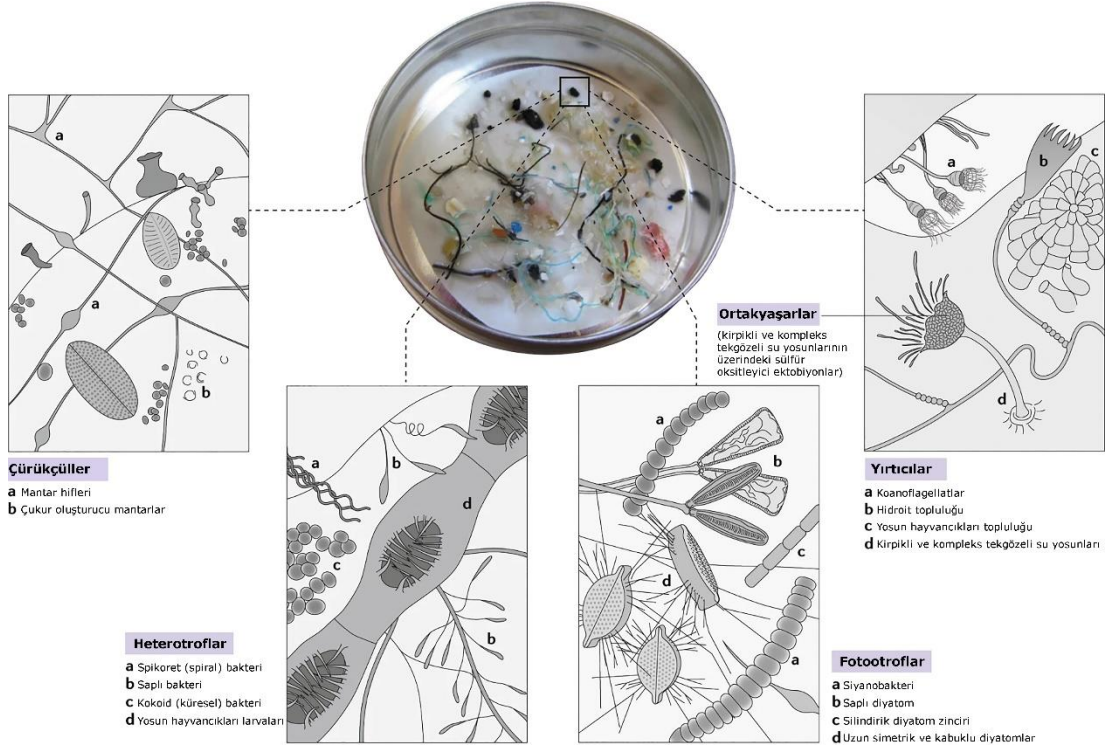 a
a
b
Çürükçüller
a Mantar hifleri
b Çukur oluşturucu mantarlar
Heterotroflar
a Spikoret (spiral) bakteri
b Saplı bakteri
c Kokoid (küresel) bakteri
d Yosun hayvancıkları larvaları
a
b
c
d
b
Ortakyaşarlar
(kirpikli ve kompleks
tekgözeli su yosunlarının
üzerindeki sülfür
oksitleyici ektobiyonlar)
a
b
c
d
a
a
b
c
d
Yırtıcılar
a Koanoflagellatlar
b Hidroit topluluğu
c Yosun hayvancıkları topluluğu
d Kirpikli ve kompleks tekgözeli su yosunları
Fotootroflar
a Siyanobakteri
b Saplı diyatom
c Silindirik diyatom zinciri
d Uzun simetrik ve kabuklu diyatomlar